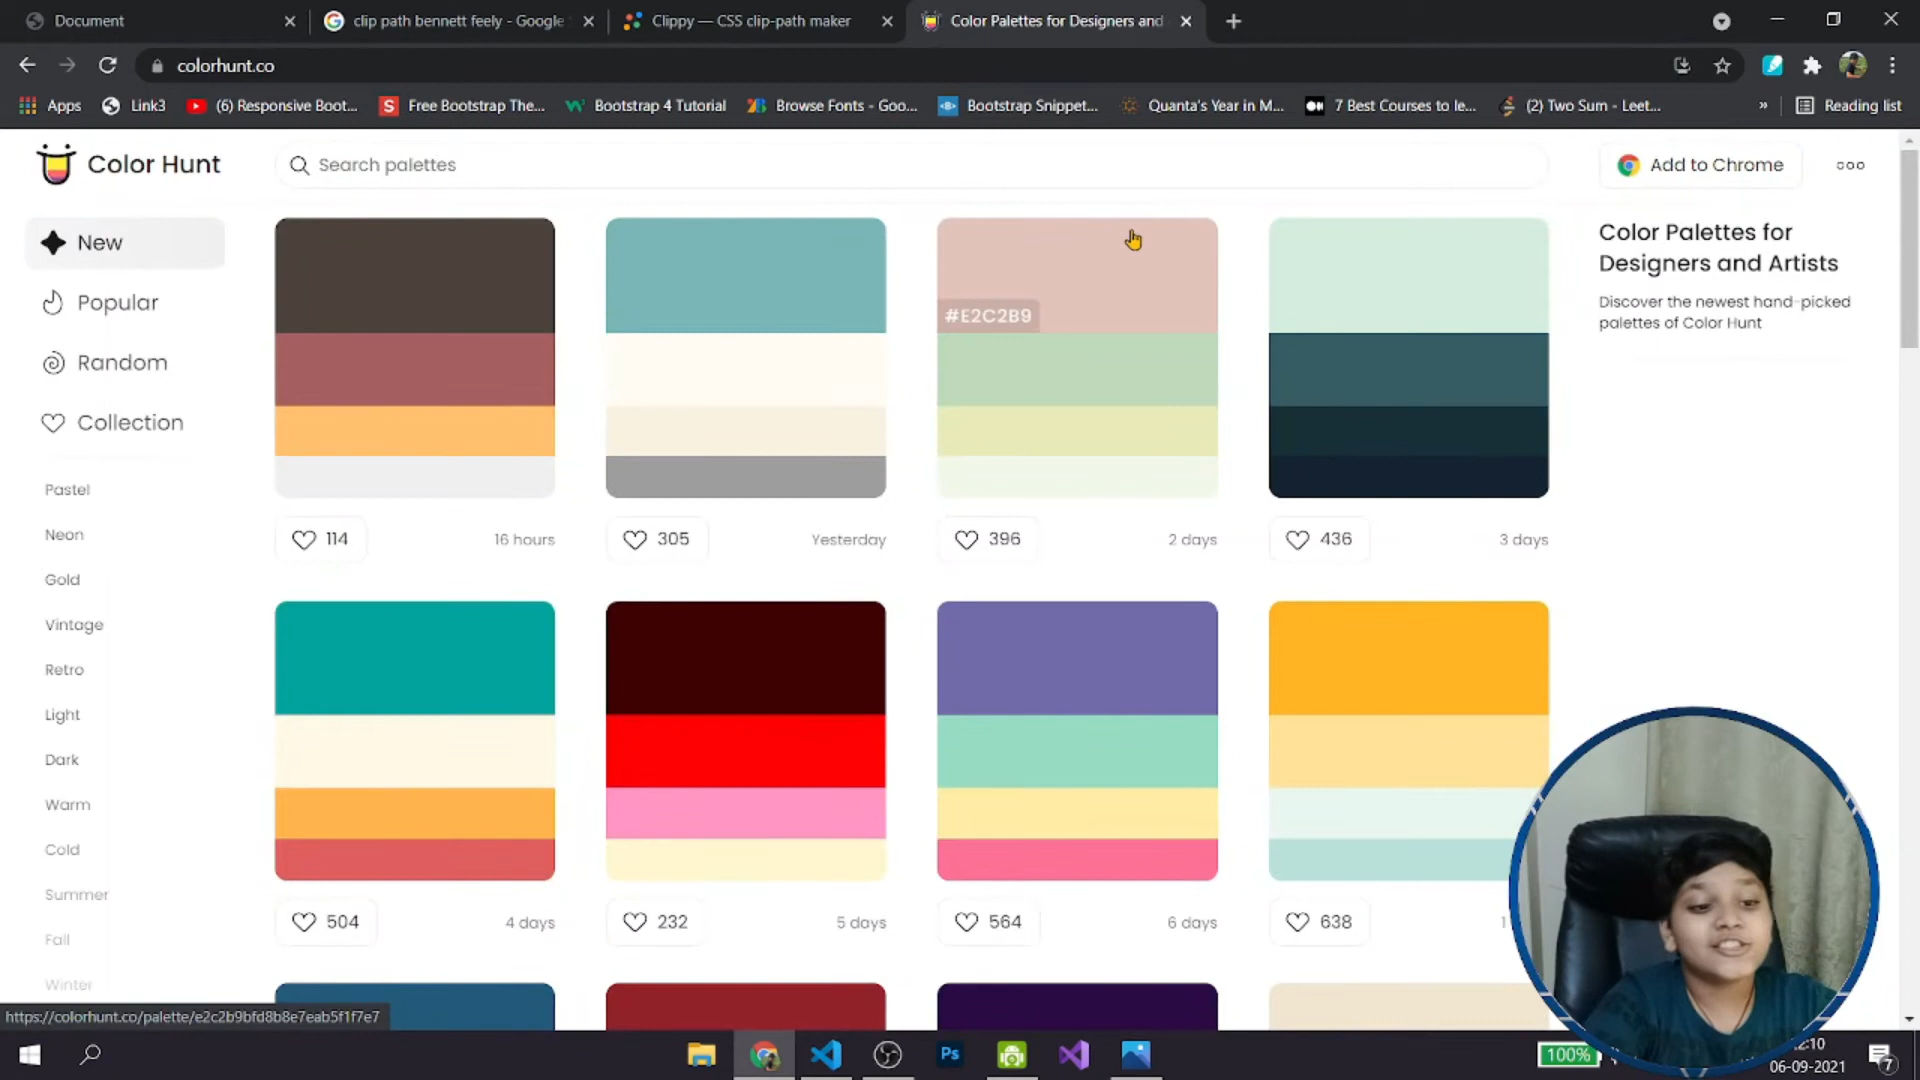 Document
clip path bennett feely - Google
Clippy — CSS clip-path maker
Color Palettes for Designers and
colorhunt.co
Apps
Link3
(6) Responsive Boot...
Free Bootstrap The...
Bootstrap 4 Tutorial
Browse Fonts - Goo...
Bootstrap Snippet...
Quanta's Year in M...
7 Best Courses to le...
(2) Two Sum - Leet...
»
Reading list
Color Hunt
Search palettes
Add to Chrome
New
Popular
Random
Collection
Pastel
Neon
Gold
Vintage
Retro
Light
Dark
Warm
Cold
Summer
Fall
Winter
#E2C2B9
114
16 hours
305
Yesterday
396
2 days
436
3 days
504
4 days
232
5 days
564
6 days
638
Color Palettes for
Designers and Artists
Discover the newest hand-picked
palettes of Color Hunt
https://colorhunt.co/palette/e2c2b9bfd8b8e7eab5f1f7e7
Ps
100%
06-09-2021
7